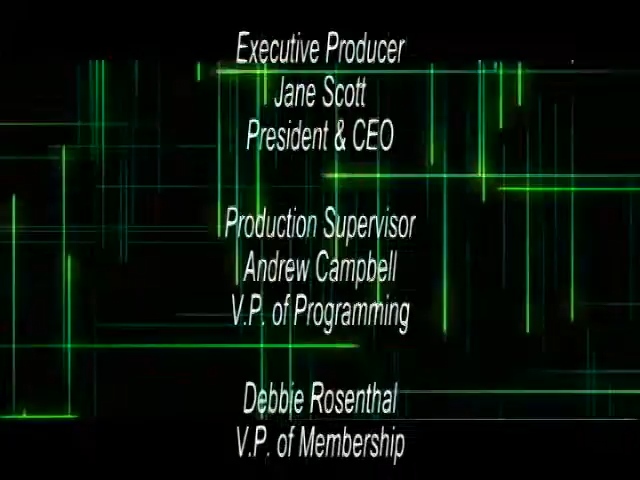 Executive Producer
Jane Scott
President & CEO
Production Supervisor
Andrew Campbell
V.P. of Programming
Debbie Rosenthal
V.P. of Membership